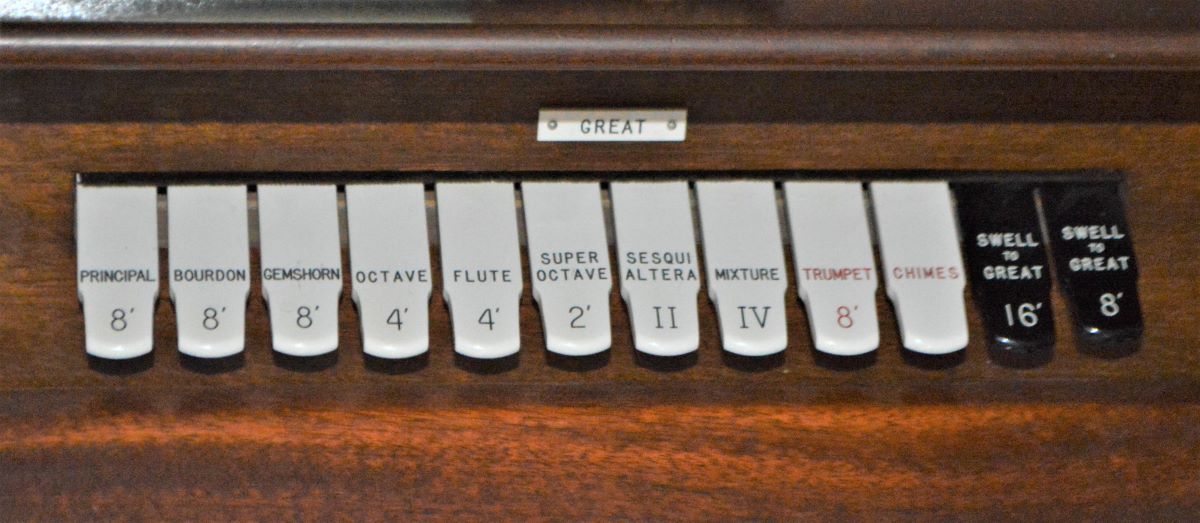 GREAT
PRINCIPAL
8′
BOURDON
8′
GEMSHORN
8′
OCTAVE
4′
FLUTE
4′
SUPER
OCTAVE
2′
SESQUI
ALTERA
II
MIXTURE
IV
TRUMPET
8′
CHIMES
SWELL
TO
GREAT
16′
SWELL
TO
GREAT
8′